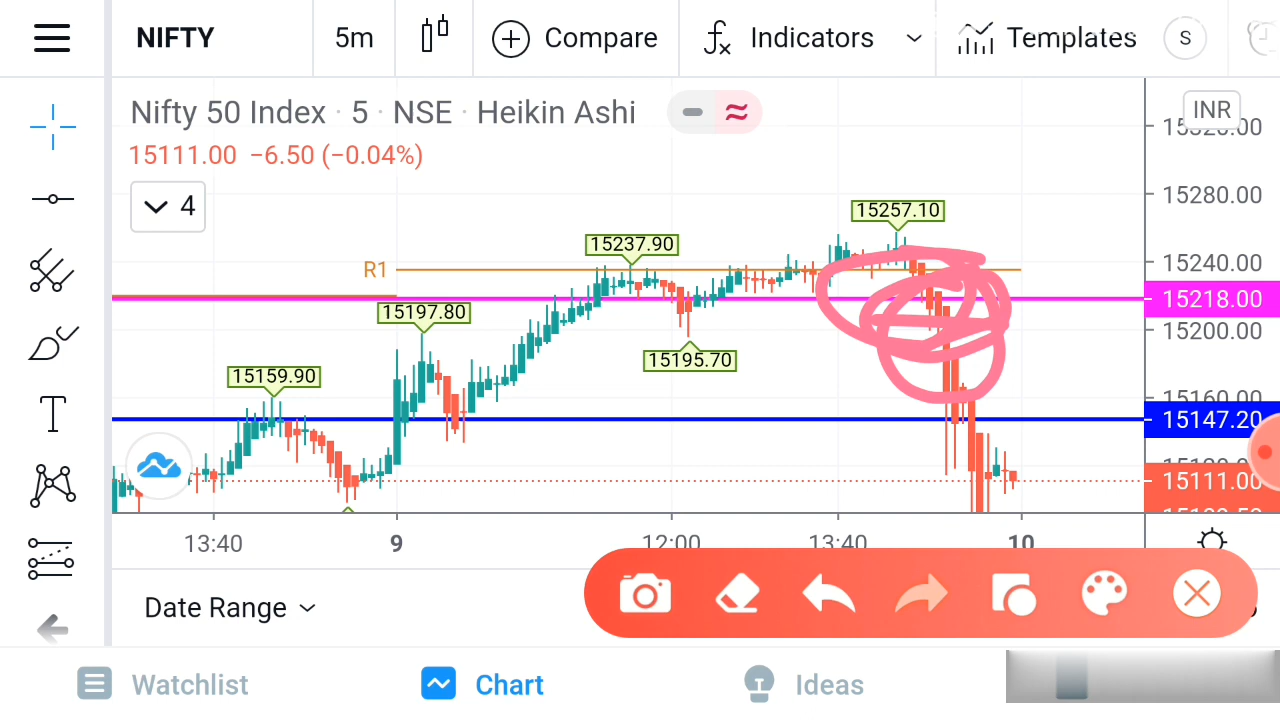 NIFTY 5m Compare Indicators Templates S
Nifty 50 Index · 5 · NSE · Heikin Ashi
INR
15111.00 −6.50 (−0.04%)
4
15280.00
15257.10
15237.90
15240.00
R1
15218.00
15197.80
15200.00
15195.70
15159.90
15160.00
15147.20
15111.00
13:40 9 12:00 13:40 10
Date Range
Watchlist Chart Ideas